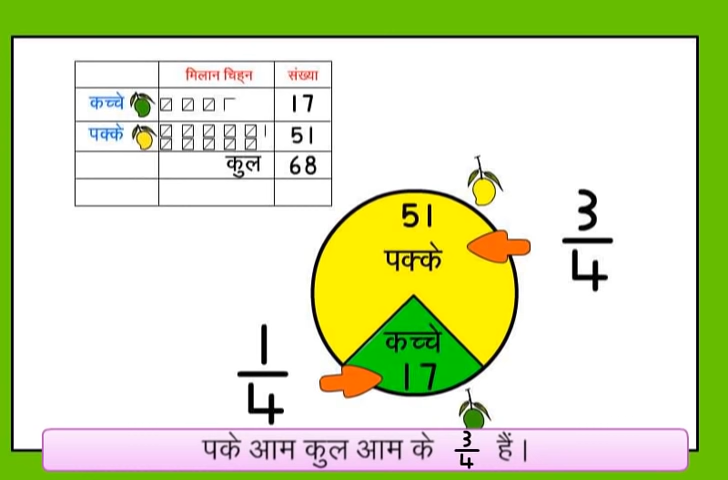 मिलान चिह्न संख्या
कच्चे 17
पक्के 51
कुल 68
51
पक्के
3/4
कच्चे
17
1/4
पके आम कुल आम के 3/4 हैं।